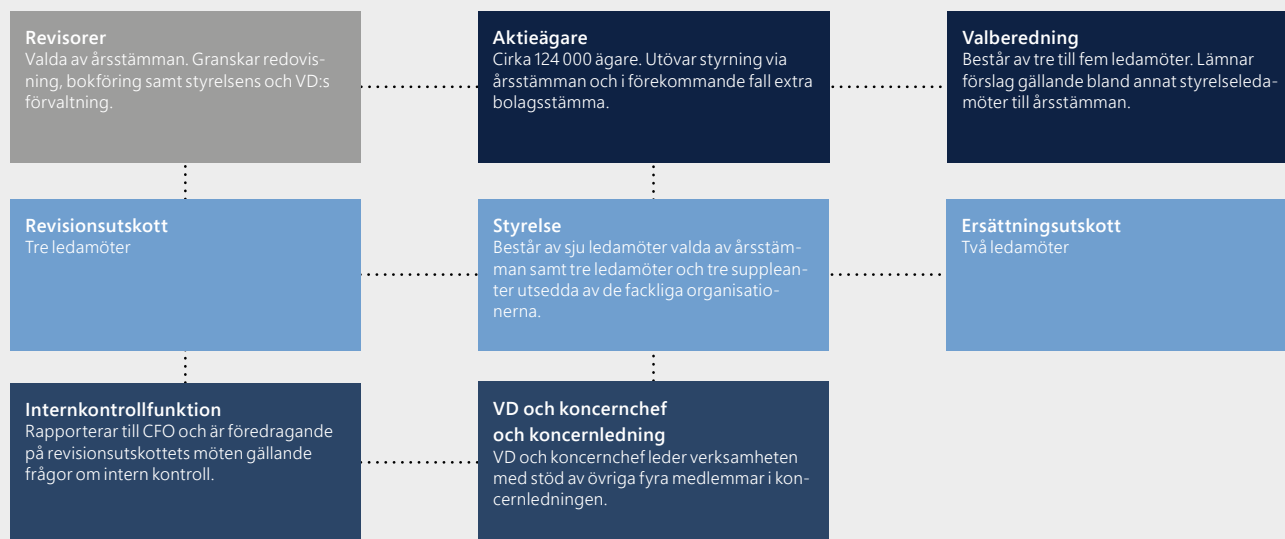 Revisorer
Valda av årsstämman. Granskar redovis-
ning, bokföring samt styrelsens och VD:s
förvaltning.
Aktieägare
Cirka 124 000 ägare. Utövar styrning via
årsstämman och i förekommande fall extra
bolagsstämma.
Valberedning
Består av tre till fem ledamöter. Lämnar
förslag gällande bland annat styrelseleda-
möter till årsstämman.
Revisionsutskott
Tre ledamöter
Styrelse
Består av sju ledamöter valda av årsstäm-
man samt tre ledamöter och tre supplean-
ter utsedda av de fackliga organisatio-
nerna.
Ersättningsutskott
Två ledamöter
Internkontrollfunktion
Rapporterar till CFO och är föredragande
på revisionsutskottets möten gällande
frågor om intern kontroll.
VD och koncernchef
och koncernledning
VD och koncernchef leder verksamheten
med stöd av övriga fyra medlemmar i kon-
cernledningen.